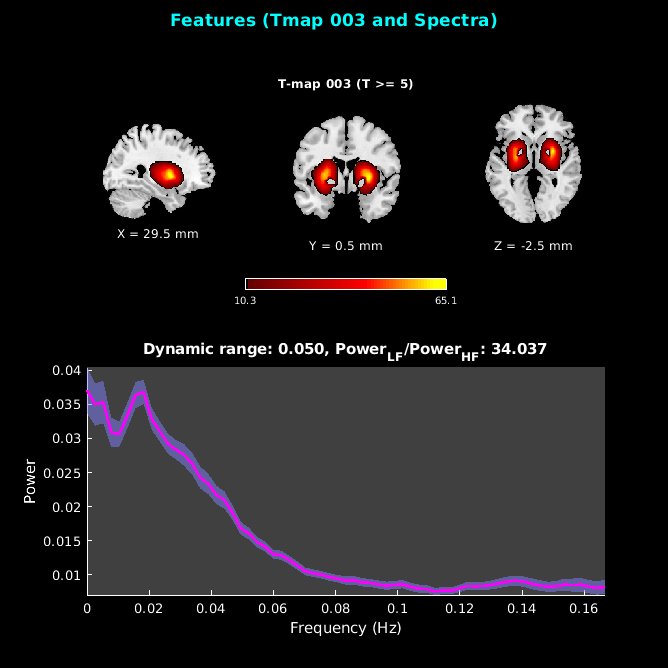 Features (Tmap 003 and Spectra)
T-map 003 (T >= 5)
X = 29.5 mm
Y = 0.5 mm
Z = -2.5 mm
10.3
65.1
Dynamic range: 0.050, PowerLF/PowerHF: 34.037
0.04
0.035
0.03
0.025
0.02
0.015
0.01
Power
0
0.02
0.04
0.06
0.08
0.1
0.12
0.14
0.16
Frequency (Hz)